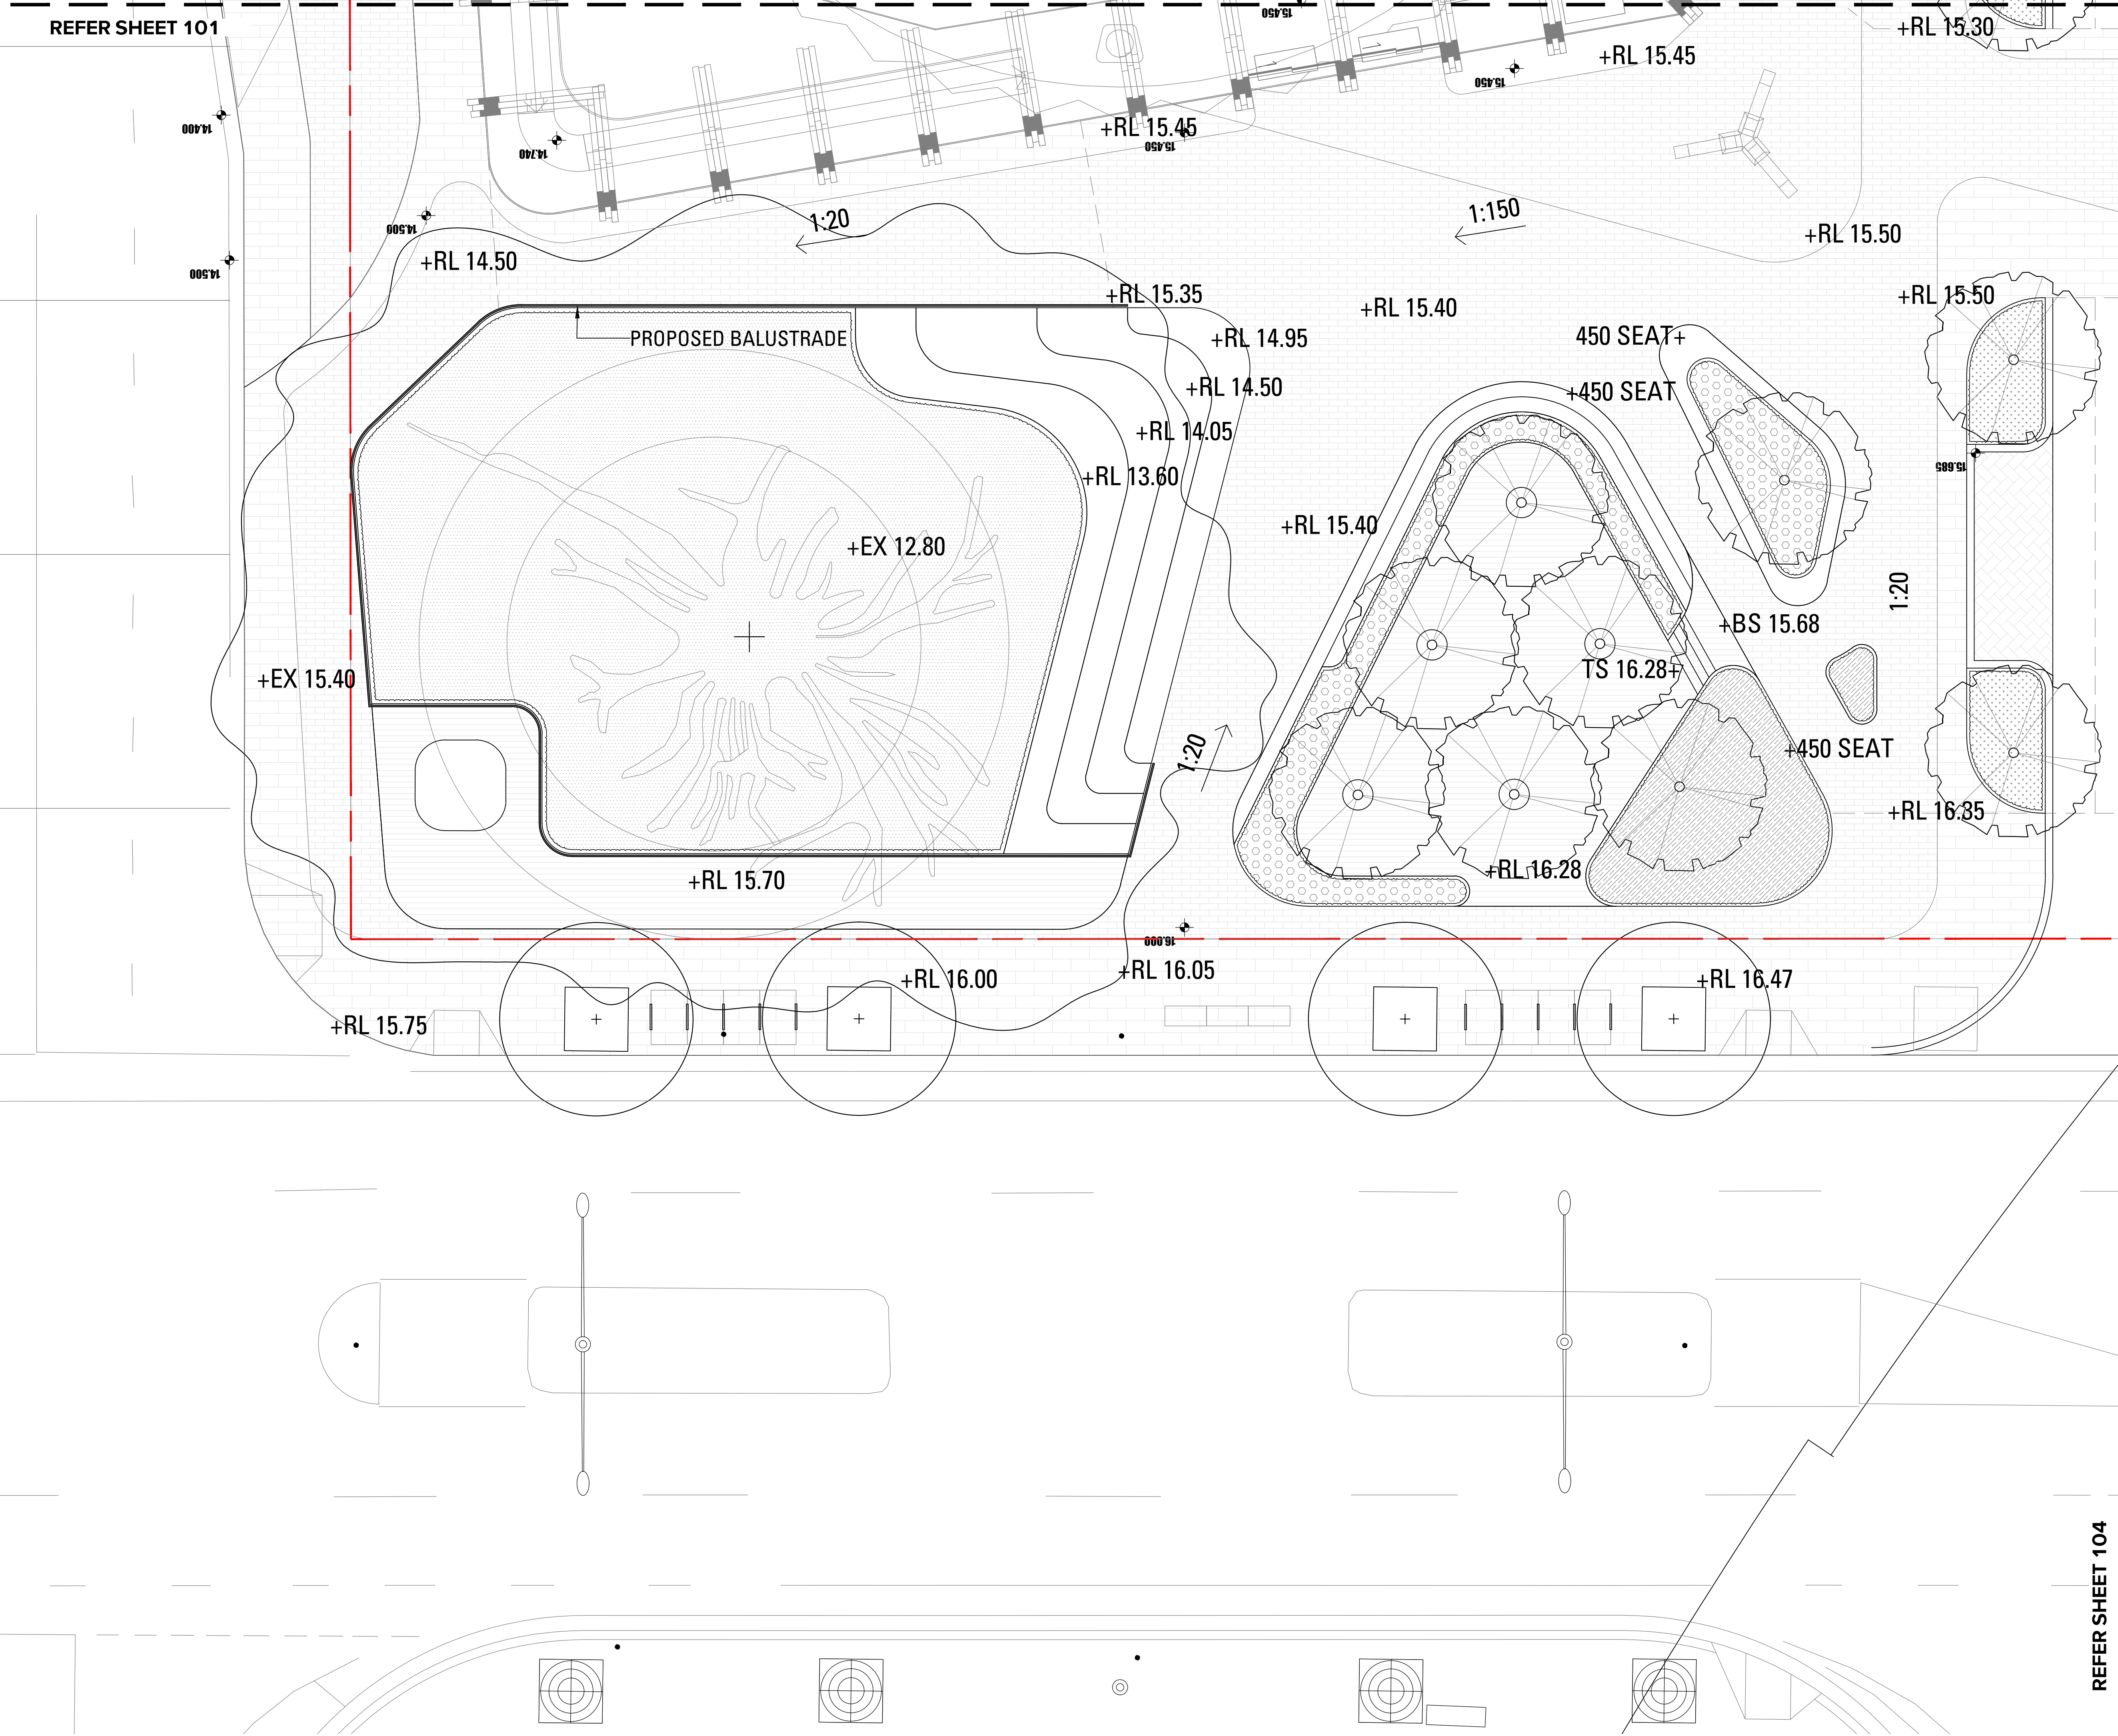 REFER SHEET 101
15.450
+RL 15.30
+RL 15.45
15.450
14.400
+RL 15.45
15.450
14.740
14.500
1:20
1:150
+RL 15.50
14.500
+RL 14.50
+RL 15.35
+RL 15.40
+RL 15.50
PROPOSED BALUSTRADE
+RL 14.95
450 SEAT+
+RL 14.50
+450 SEAT
+RL 14.05
+RL 13.60
15.685
+RL 15.40
+EX 12.80
1:20
+BS 15.68
+EX 15.40
TS 16.28+
1:20
+450 SEAT
+RL 16.35
+RL 15.70
+RL 16.28
16.000
+RL 16.05
+RL 16.00
+RL 16.47
+RL 15.75
REFER SHEET 104